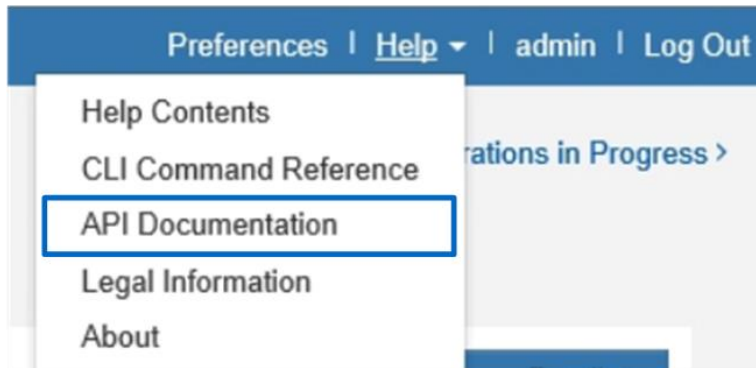 Preferences | Help | admin | Log Out
Help Contents
CLI Command Reference
rations in Progress >
API Documentation
Legal Information
About